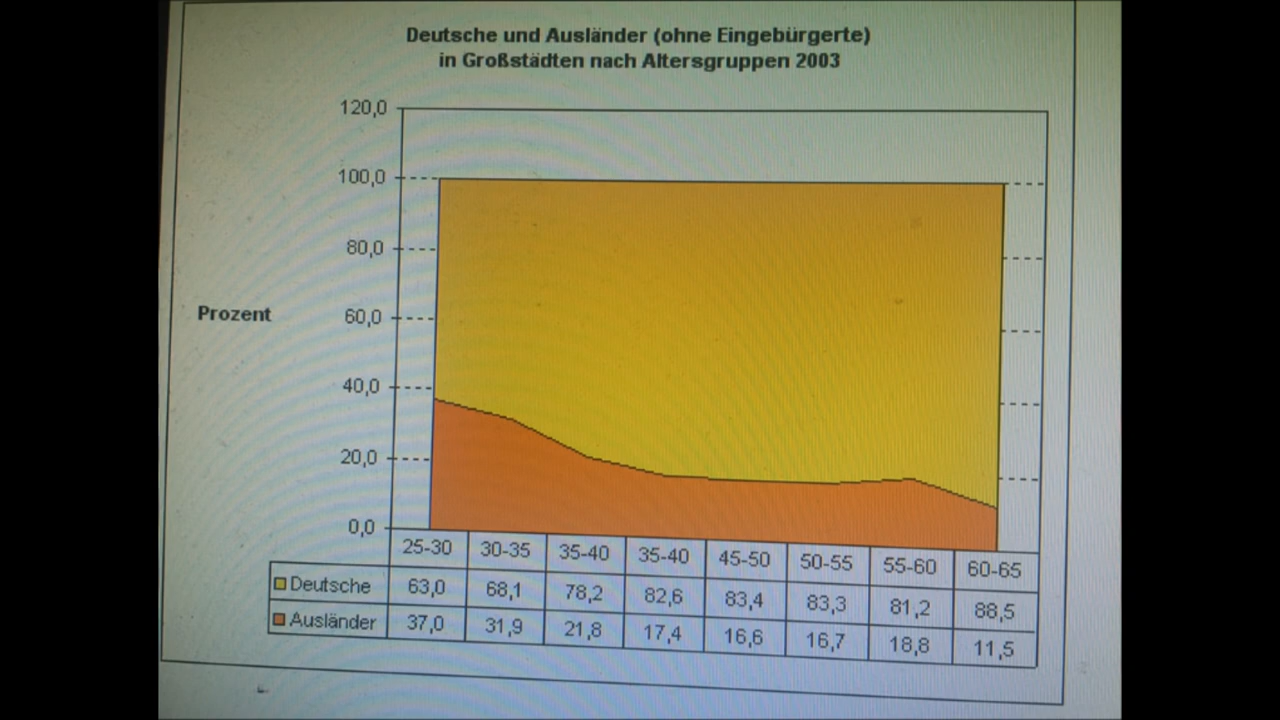 Deutsche und Ausländer (ohne Eingebürgerte)
in Großstädten nach Altersgruppen 2003
120,0
100,0
80,0
Prozent
60,0
40,0
20,0
0,0
25-30 30-35 35-40 35-40 45-50 50-55 55-60 60-65
Deutsche 63,0 68,1 78,2 82,6 83,4 83,3 81,2 88,5
Ausländer 37,0 31,9 21,8 17,4 16,6 16,7 18,8 11,5